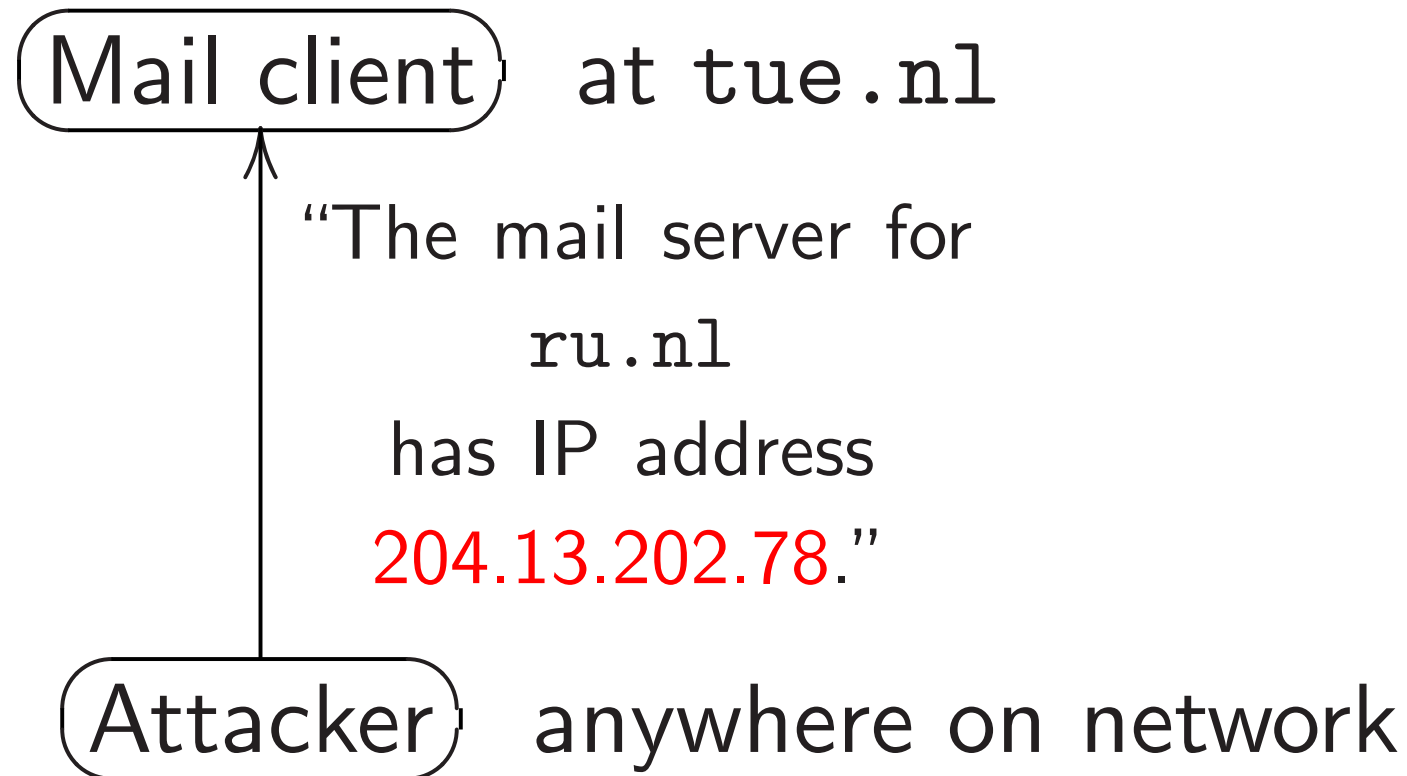 Mail client at tue.nl
“The mail server for
ru.nl
has IP address
204.13.202.78.”
Attacker anywhere on network